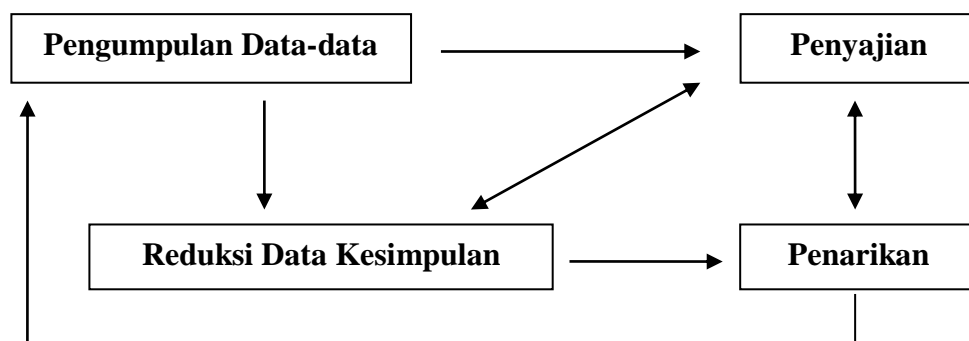 Pengumpulan Data-data
Penyajian
Reduksi Data Kesimpulan
Penarikan